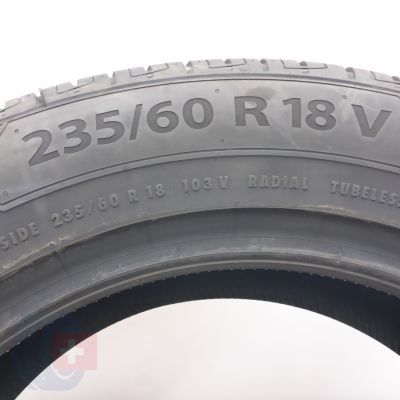 235/60 R 18 V
SIDE 235/60 R 18 103 V RADIAL TUBELESS